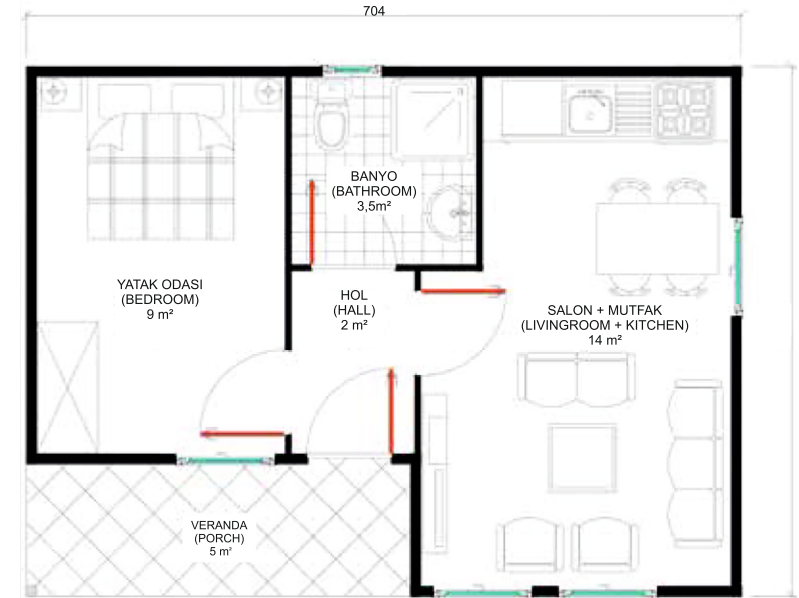 704
BANYO
(BATHROOM)
3,5m²
YATAK ODASI
(BEDROOM)
9 m²
HOL
(HALL)
2 m²
SALON + MUTFAK
(LIVINGROOM + KITCHEN)
14 m²
VERANDA
(PORCH)
5 m²